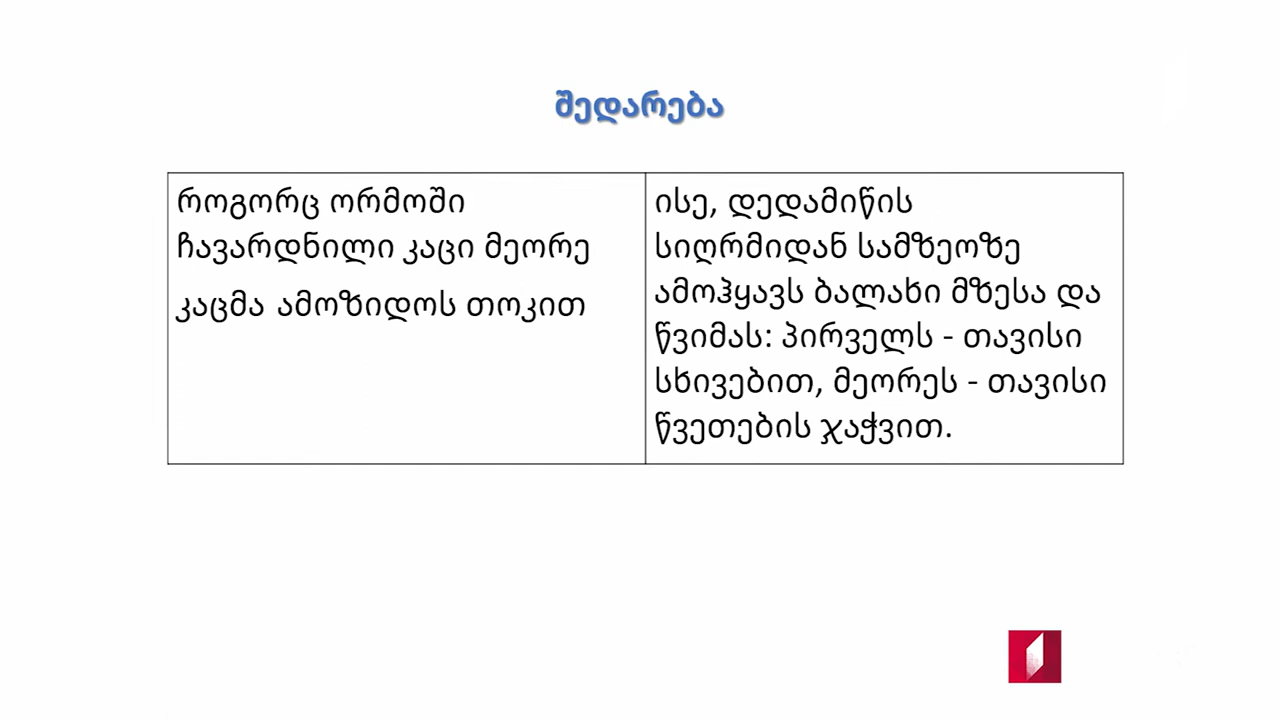 შედარება
როგორც ორმოში
ჩავარდნილი კაცი მეორე
კაცმა ამოზიდოს თოკით
ისე, დედამიწის
სიღრმიდან სამზეოზე
ამოჰყავს ბალახი მზესა და
წვიმას: პირველს - თავისი
სხივებით, მეორეს - თავისი
წვეთების ჯაჭვით.